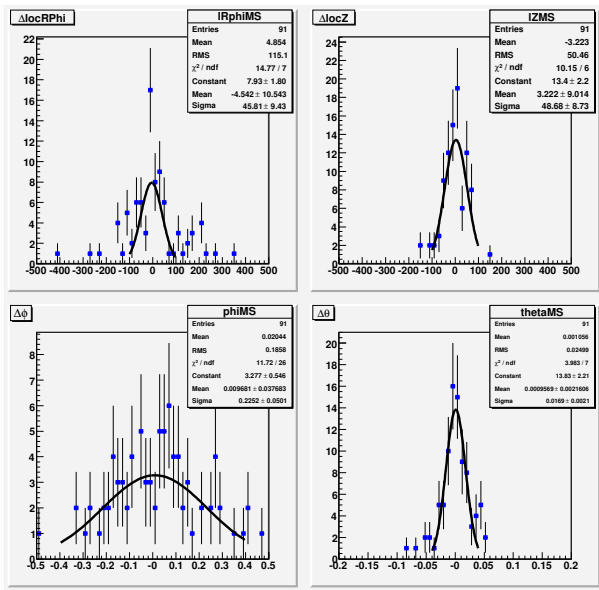 ΔlocRPhi
lRphiMS
Entries 91
Mean 4.854
RMS 115.1
χ² / ndf 14.77 / 7
Constant 7.93 ± 1.80
Mean -4.542 ± 10.543
Sigma 45.81 ± 9.43
22
20
18
16
14
12
10
8
6
4
2
0
-500 -400 -300 -200 -100 0 100 200 300 400 500
ΔlocZ
lZMS
Entries 91
Mean -3.223
RMS 50.46
χ² / ndf 10.15 / 6
Constant 13.4 ± 2.2
Mean 3.222 ± 9.014
Sigma 48.68 ± 8.73
24
22
20
18
16
14
12
10
8
6
4
2
0
-500 -400 -300 -200 -100 0 100 200 300 400 500
Δϕ
phiMS
Entries 91
Mean 0.02044
RMS 0.1858
χ² / ndf 11.72 / 26
Constant 3.277 ± 0.546
Mean 0.009681 ± 0.037683
Sigma 0.2252 ± 0.0501
8
7
6
5
4
3
2
1
0
-0.5 -0.4 -0.3 -0.2 -0.1 -0 0.1 0.2 0.3 0.4 0.5
Δθ
thetaMS
Entries 91
Mean 0.001056
RMS 0.02499
χ² / ndf 3.983 / 7
Constant 13.83 ± 2.21
Mean 0.0009569 ± 0.0021606
Sigma 0.0169 ± 0.0021
20
18
16
14
12
10
8
6
4
2
0
-0.2 -0.15 -0.1 -0.05 -0 0.05 0.1 0.15 0.2